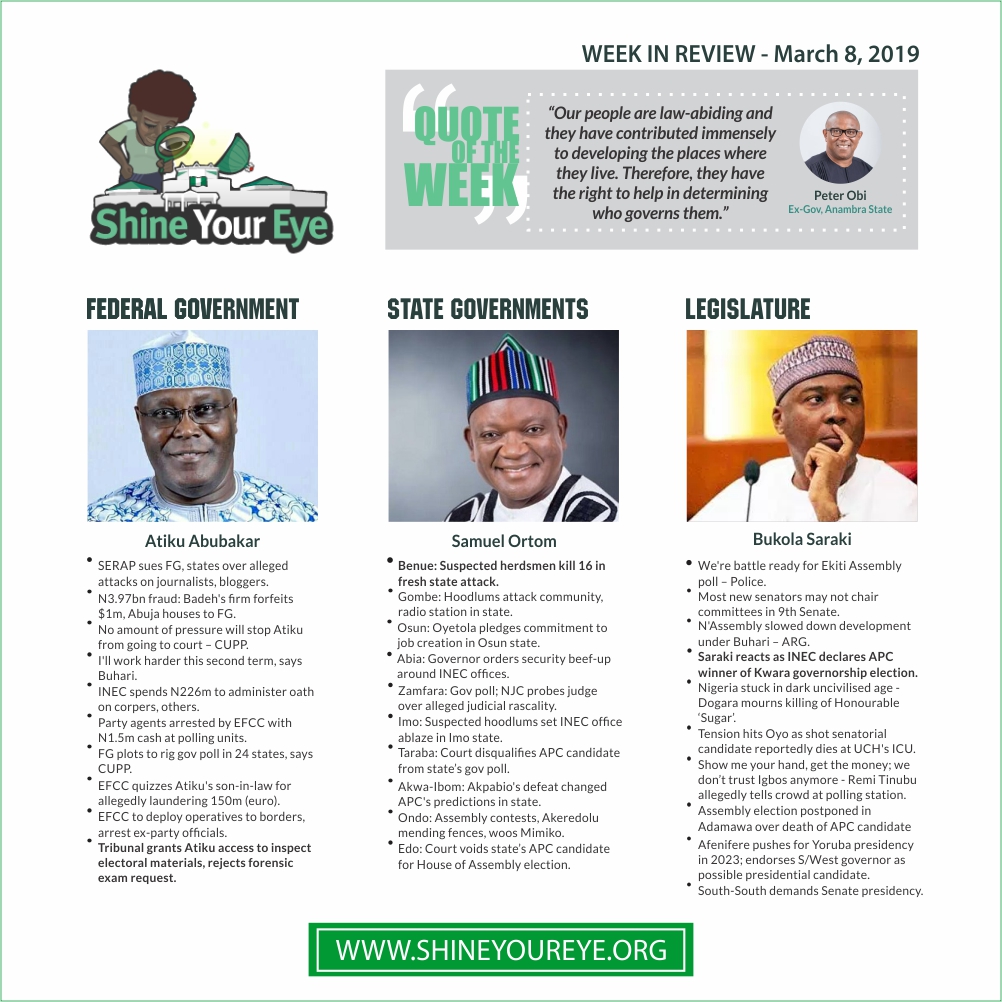 WEEK IN REVIEW - March 8, 2019
Shine Your Eye
QUOTE
OF THE
WEEK
“Our people are law-abiding and
they have contributed immensely
to developing the places where
they live. Therefore, they have
the right to help in determining
who governs them.”
Peter Obi
Ex-Gov, Anambra State
FEDERAL GOVERNMENT
Atiku Abubakar
• SERAP sues FG, states over alleged
attacks on journalists, bloggers.
• N3.97bn fraud: Badeh's firm forfeits
$1m, Abuja houses to FG.
• No amount of pressure will stop Atiku
from going to court – CUPP.
• I'll work harder this second term, says
Buhari.
• INEC spends N226m to administer oath
on corpers, others.
• Party agents arrested by EFCC with
N1.5m cash at polling units.
• FG plots to rig gov poll in 24 states, says
CUPP.
• EFCC quizzes Atiku's son-in-law for
allegedly laundering 150m (euro).
• EFCC to deploy operatives to borders,
arrest ex-party officials.
• Tribunal grants Atiku access to inspect
electoral materials, rejects forensic
exam request.
STATE GOVERNMENTS
Samuel Ortom
• Benue: Suspected herdsmen kill 16 in
fresh state attack.
• Gombe: Hoodlums attack community,
radio station in state.
• Osun: Oyetola pledges commitment to
job creation in Osun state.
• Abia: Governor orders security beef-up
around INEC offices.
• Zamfara: Gov poll; NJC probes judge
over alleged judicial rascality.
• Imo: Suspected hoodlums set INEC office
ablaze in Imo state.
• Taraba: Court disqualifies APC candidate
from state’s gov poll.
• Akwa-Ibom: Akpabio's defeat changed
APC's predictions in state.
• Ondo: Assembly contests, Akeredolu
mending fences, woos Mimiko.
• Edo: Court voids state’s APC candidate
for House of Assembly election.
LEGISLATURE
Bukola Saraki
• We're battle ready for Ekiti Assembly
poll – Police.
• Most new senators may not chair
committees in 9th Senate.
• N'Assembly slowed down development
under Buhari – ARG.
• Saraki reacts as INEC declares APC
winner of Kwara governorship election.
• Nigeria stuck in dark uncivilised age -
Dogara mourns killing of Honourable
‘Sugar’.
• Tension hits Oyo as shot senatorial
candidate reportedly dies at UCH's ICU.
• Show me your hand, get the money; we
don’t trust Igbos anymore - Remi Tinubu
allegedly tells crowd at polling station.
• Assembly election postponed in
Adamawa over death of APC candidate
• Afenifere pushes for Yoruba presidency
in 2023; endorses S/West governor as
possible presidential candidate.
• South-South demands Senate presidency.
WWW.SHINEYOUREYE.ORG